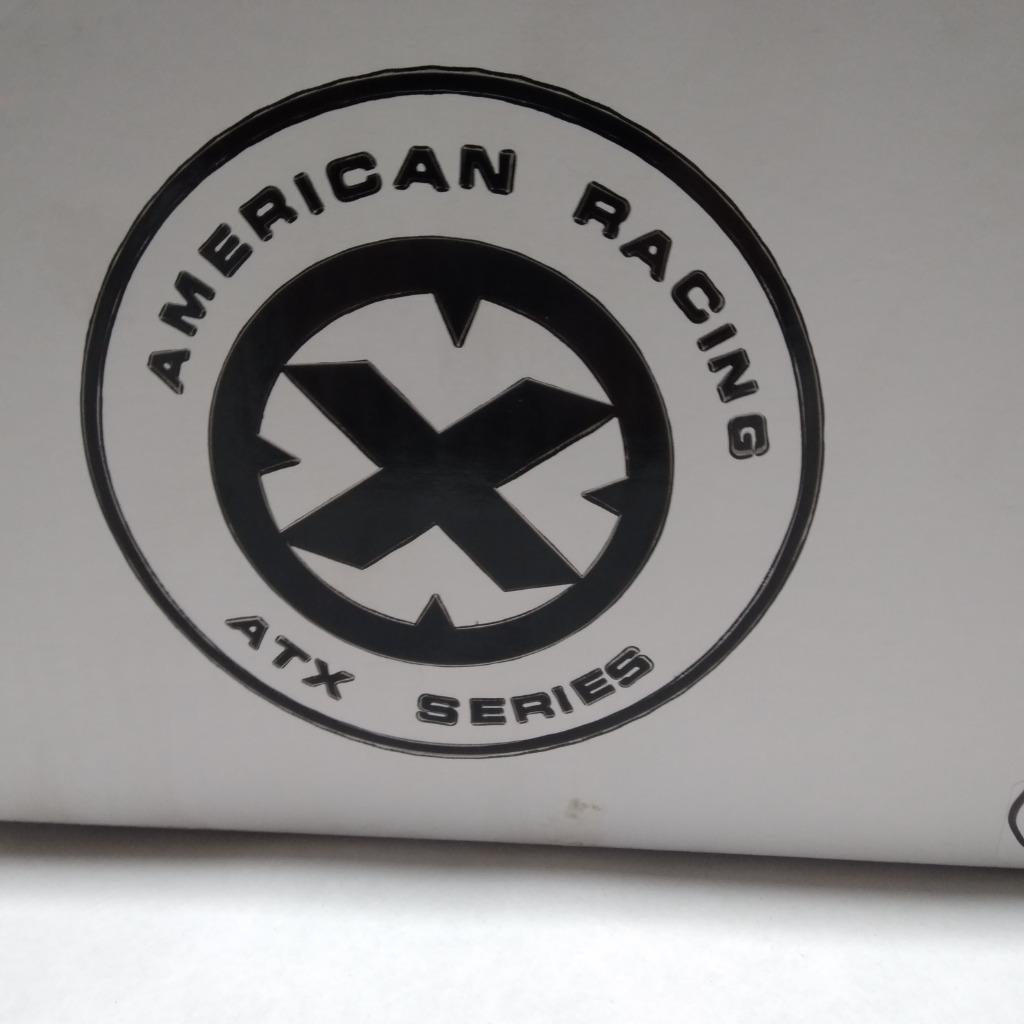 AMERICAN RACING
X
ATX SERIES